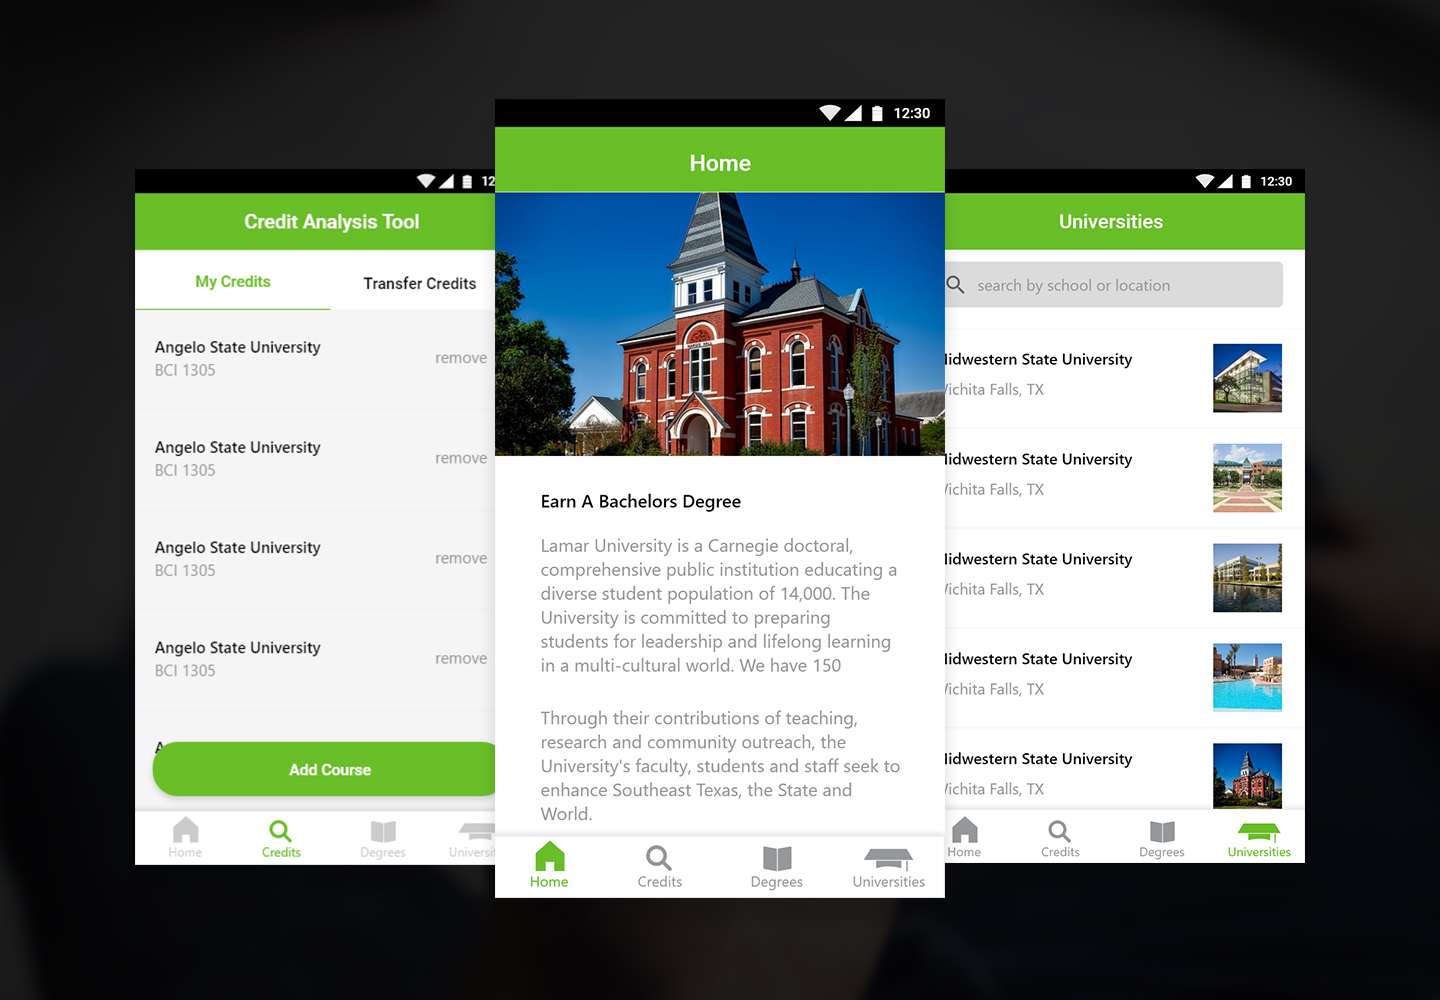 12
Credit Analysis Tool
My Credits
Transfer Credits
Angelo State University
BCI 1305
remove
Angelo State University
BCI 1305
remove
Angelo State University
BCI 1305
remove
Angelo State University
BCI 1305
remove
Add Course
Home
Credits
Degrees
Universit
12:30
Home
Earn A Bachelors Degree
Lamar University is a Carnegie doctoral,
comprehensive public institution educating a
diverse student population of 14,000. The
University is committed to preparing
students for leadership and lifelong learning
in a multi-cultural world. We have 150
Through their contributions of teaching,
research and community outreach, the
University's faculty, students and staff seek to
enhance Southeast Texas, the State and
World.
Home
Credits
Degrees
Universities
12:30
Universities
search by school or location
idwestern State University
ichita Falls, TX
idwestern State University
ichita Falls, TX
idwestern State University
ichita Falls, TX
idwestern State University
ichita Falls, TX
idwestern State University
ichita Falls, TX
Home
Credits
Degrees
Universities